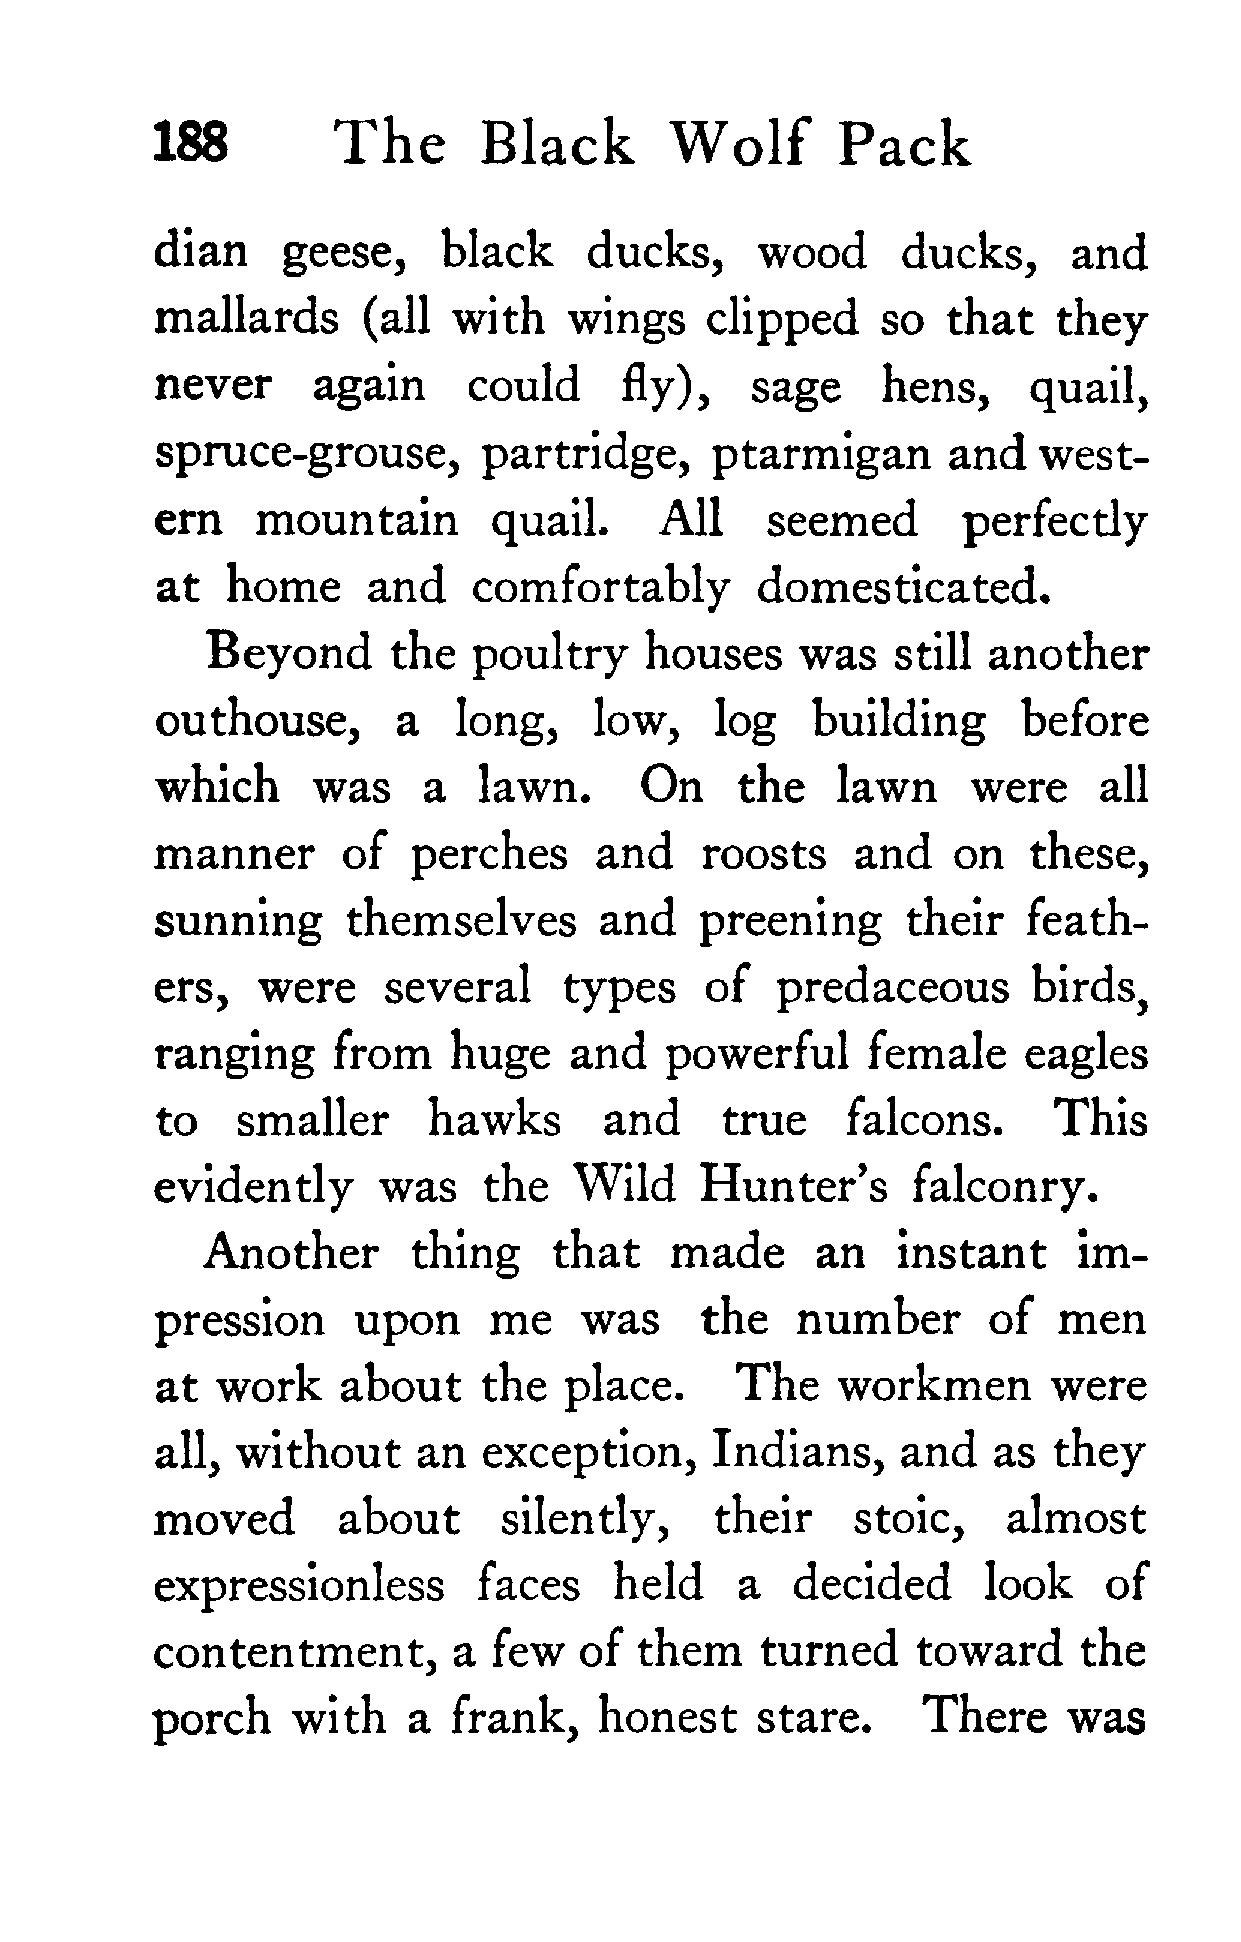 188 The Black Wolf Pack
dian geese, black ducks, wood ducks, and
mallards (all with wings clipped so that they
never again could fly), sage hens, quail,
spruce-grouse, partridge, ptarmigan and west-
ern mountain quail. All seemed perfectly
at home and comfortably domesticated.
Beyond the poultry houses was still another
outhouse, a long, low, log building before
which was a lawn. On the lawn were all
manner of perches and roosts and on these,
sunning themselves and preening their feath-
ers, were several types of predaceous birds,
ranging from huge and powerful female eagles
to smaller hawks and true falcons. This
evidently was the Wild Hunter's falconry.
Another thing that made an instant im-
pression upon me was the number of men
at work about the place. The workmen were
all, without an exception, Indians, and as they
moved about silently, their stoic, almost
expressionless faces held a decided look of
contentment, a few of them turned toward the
porch with a frank, honest stare. There was